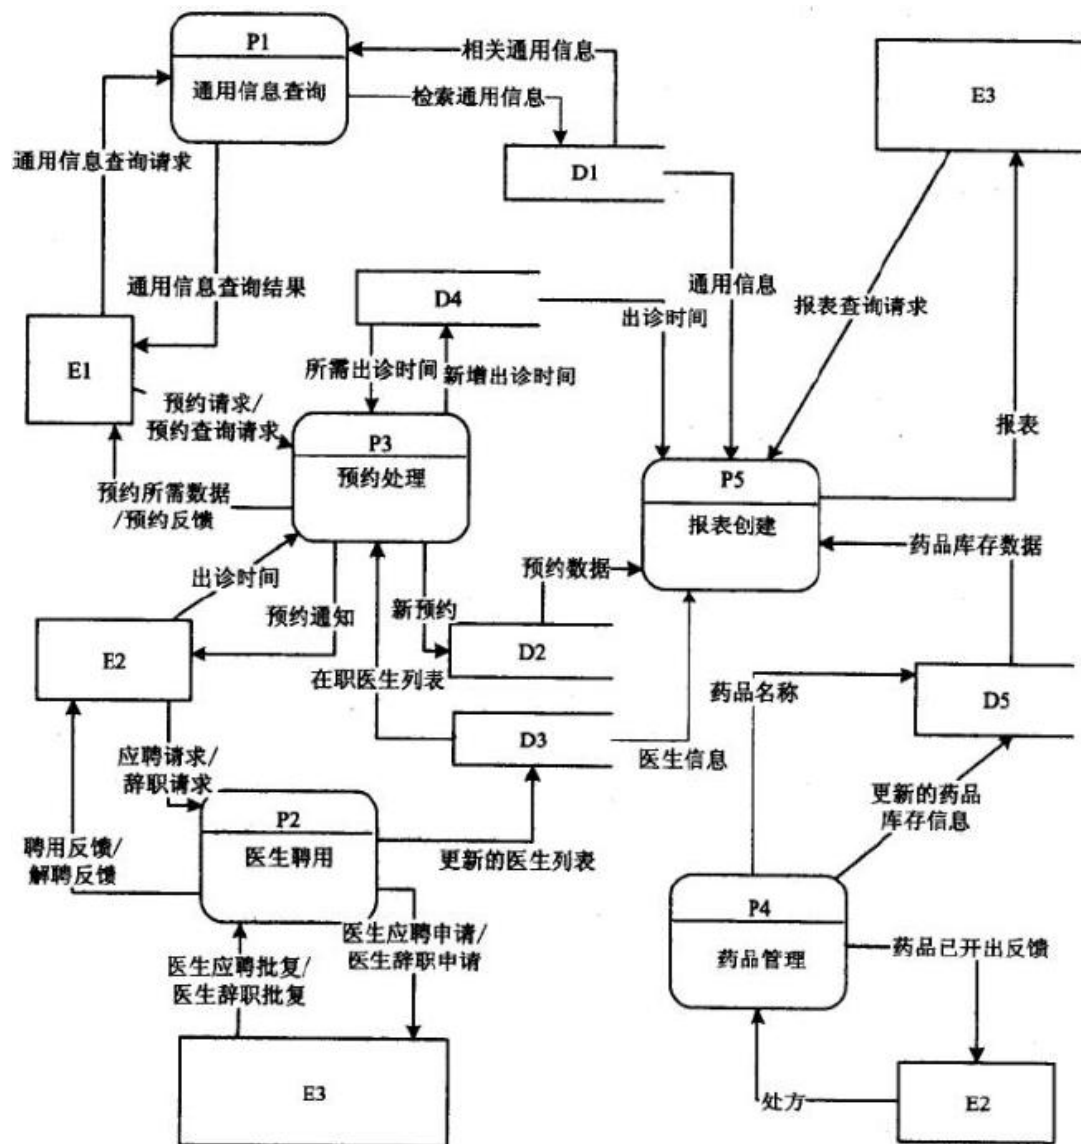 P1
通用信息查询
相关通用信息
检索通用信息
E3
通用信息查询请求
D1
通用信息查询结果
D4
通用信息
出诊时间
报表查询请求
E1
所需出诊时间
新增出诊时间
预约请求/
预约查询请求
P3
预约处理
报表
P5
报表创建
预约所需数据
/预约反馈
药品库存数据
出诊时间
预约通知
新预约
预约数据
E2
D2
在职医生列表
药品名称
D5
D3
医生信息
应聘请求/
辞职请求
更新的药品
库存信息
P2
医生聘用
聘用反馈/
解聘反馈
更新的医生列表
P4
药品管理
医生应聘申请/
医生辞职申请
药品已开出反馈
医生应聘批复/
医生辞职批复
E3
处方
E2